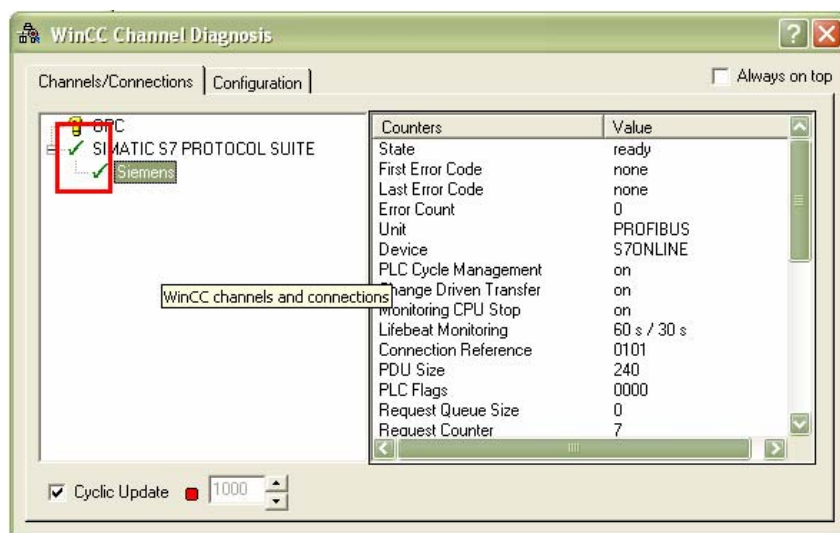 WinCC Channel Diagnosis
Channels/Connections Configuration Always on top
OPC
SIMATIC S7 PROTOCOL SUITE
Siemens
WinCC channels and connections
Counters Value
State ready
First Error Code none
Last Error Code none
Error Count 0
Unit PROFIBUS
Device S7ONLINE
PLC Cycle Management on
Change Driven Transfer on
Monitoring CPU Stop on
Lifebeat Monitoring 60 s / 30 s
Connection Reference 0101
PDU Size 240
PLC Flags 0000
Request Queue Size 0
Request Counter 7
Cyclic Update 1000